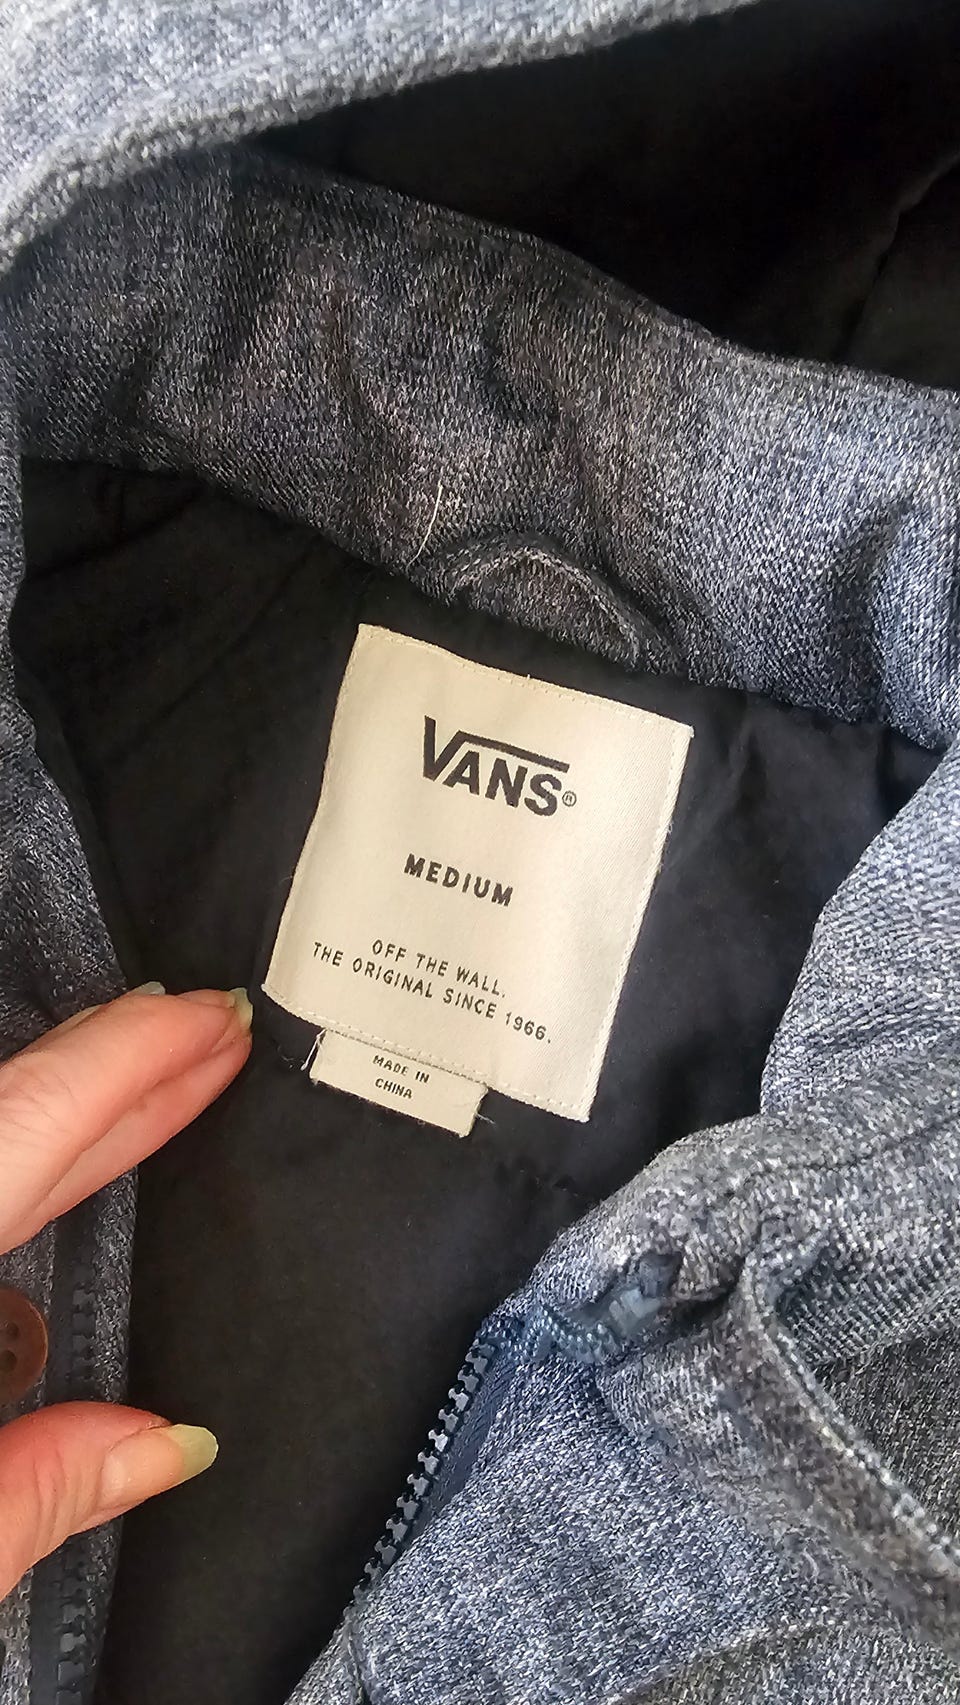 VANS®
MEDIUM
OFF THE WALL.
THE ORIGINAL SINCE 1966.
MADE IN
CHINA